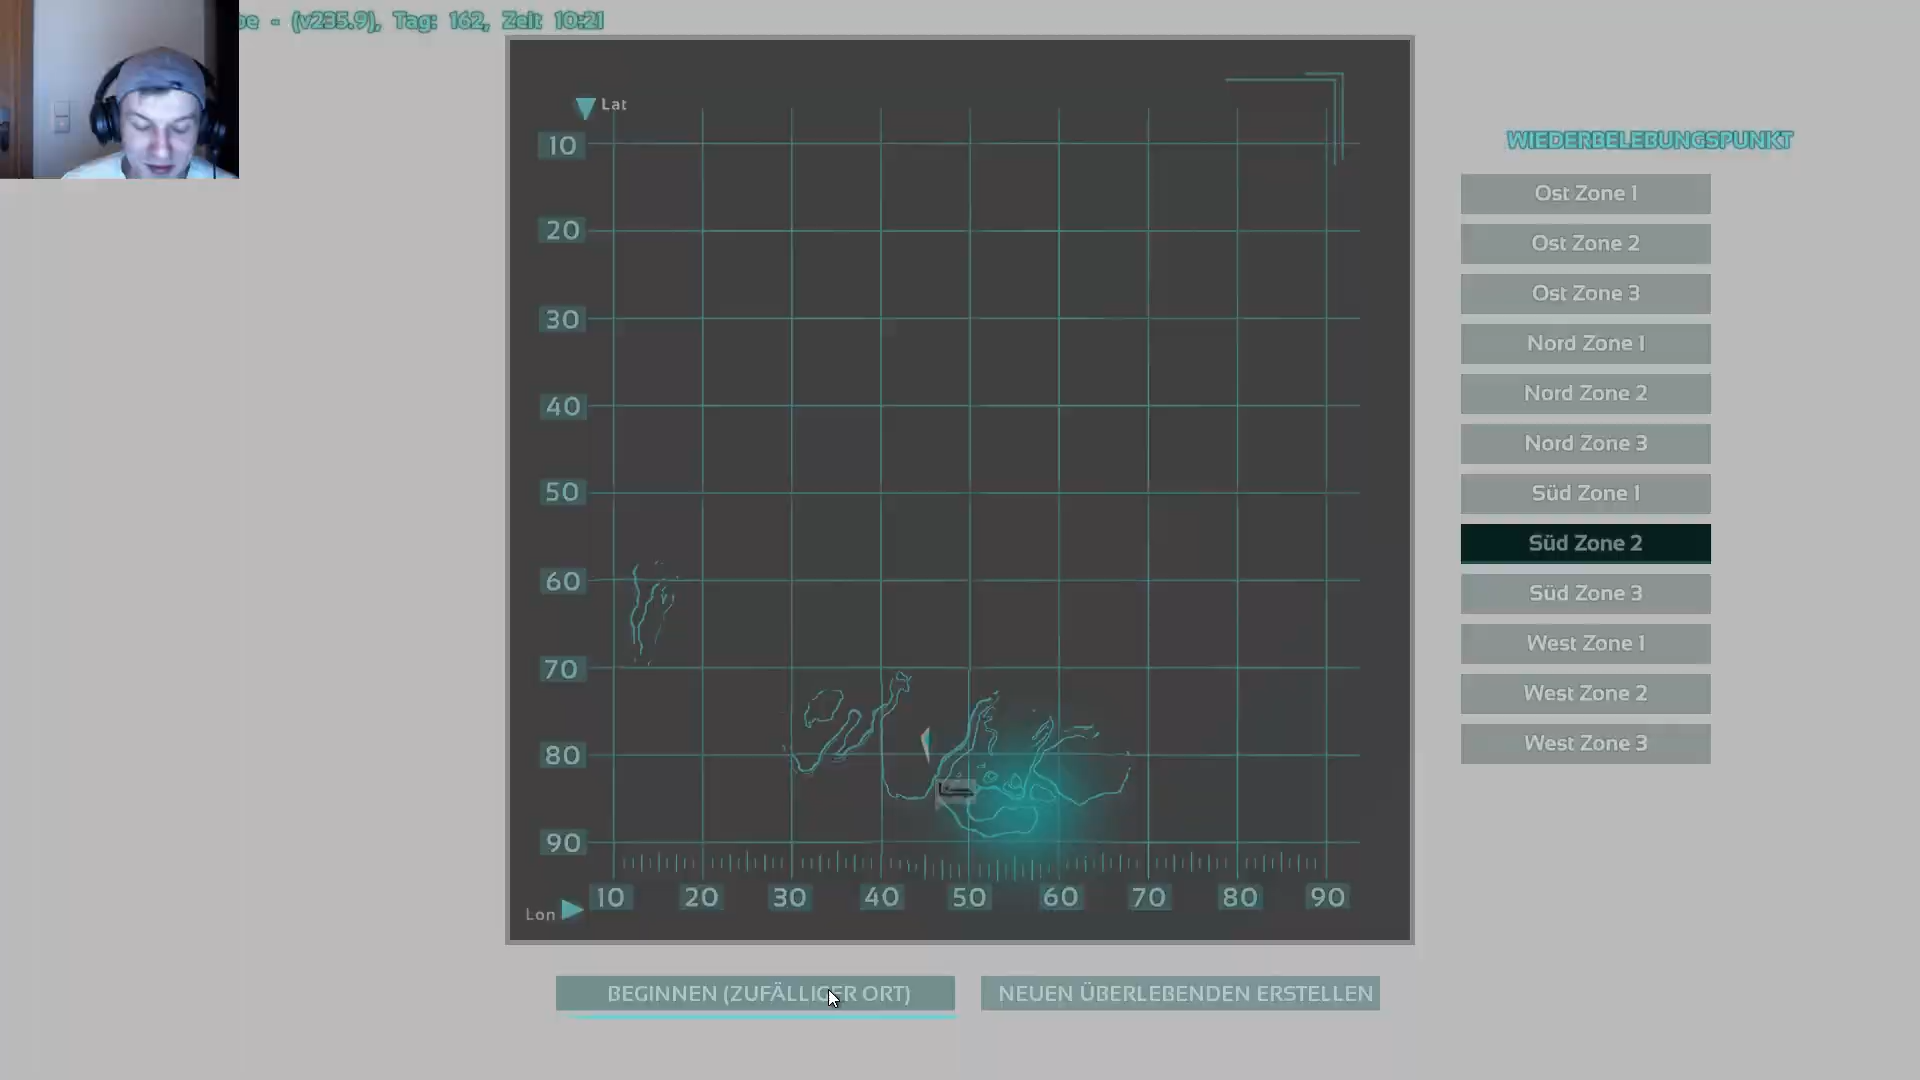 - (v235.9), Tag: 162, Zeit 10:21
Lat
10
20
30
40
50
60
70
80
90
10 20 30 40 50 60 70 80 90
Lon
WIEDERBELEBUNGSPUNKT
Ost Zone 1
Ost Zone 2
Ost Zone 3
Nord Zone 1
Nord Zone 2
Nord Zone 3
Süd Zone 1
Süd Zone 2
Süd Zone 3
West Zone 1
West Zone 2
West Zone 3
BEGINNEN (ZUFÄLLIGER ORT)
NEUEN ÜBERLEBENDEN ERSTELLEN